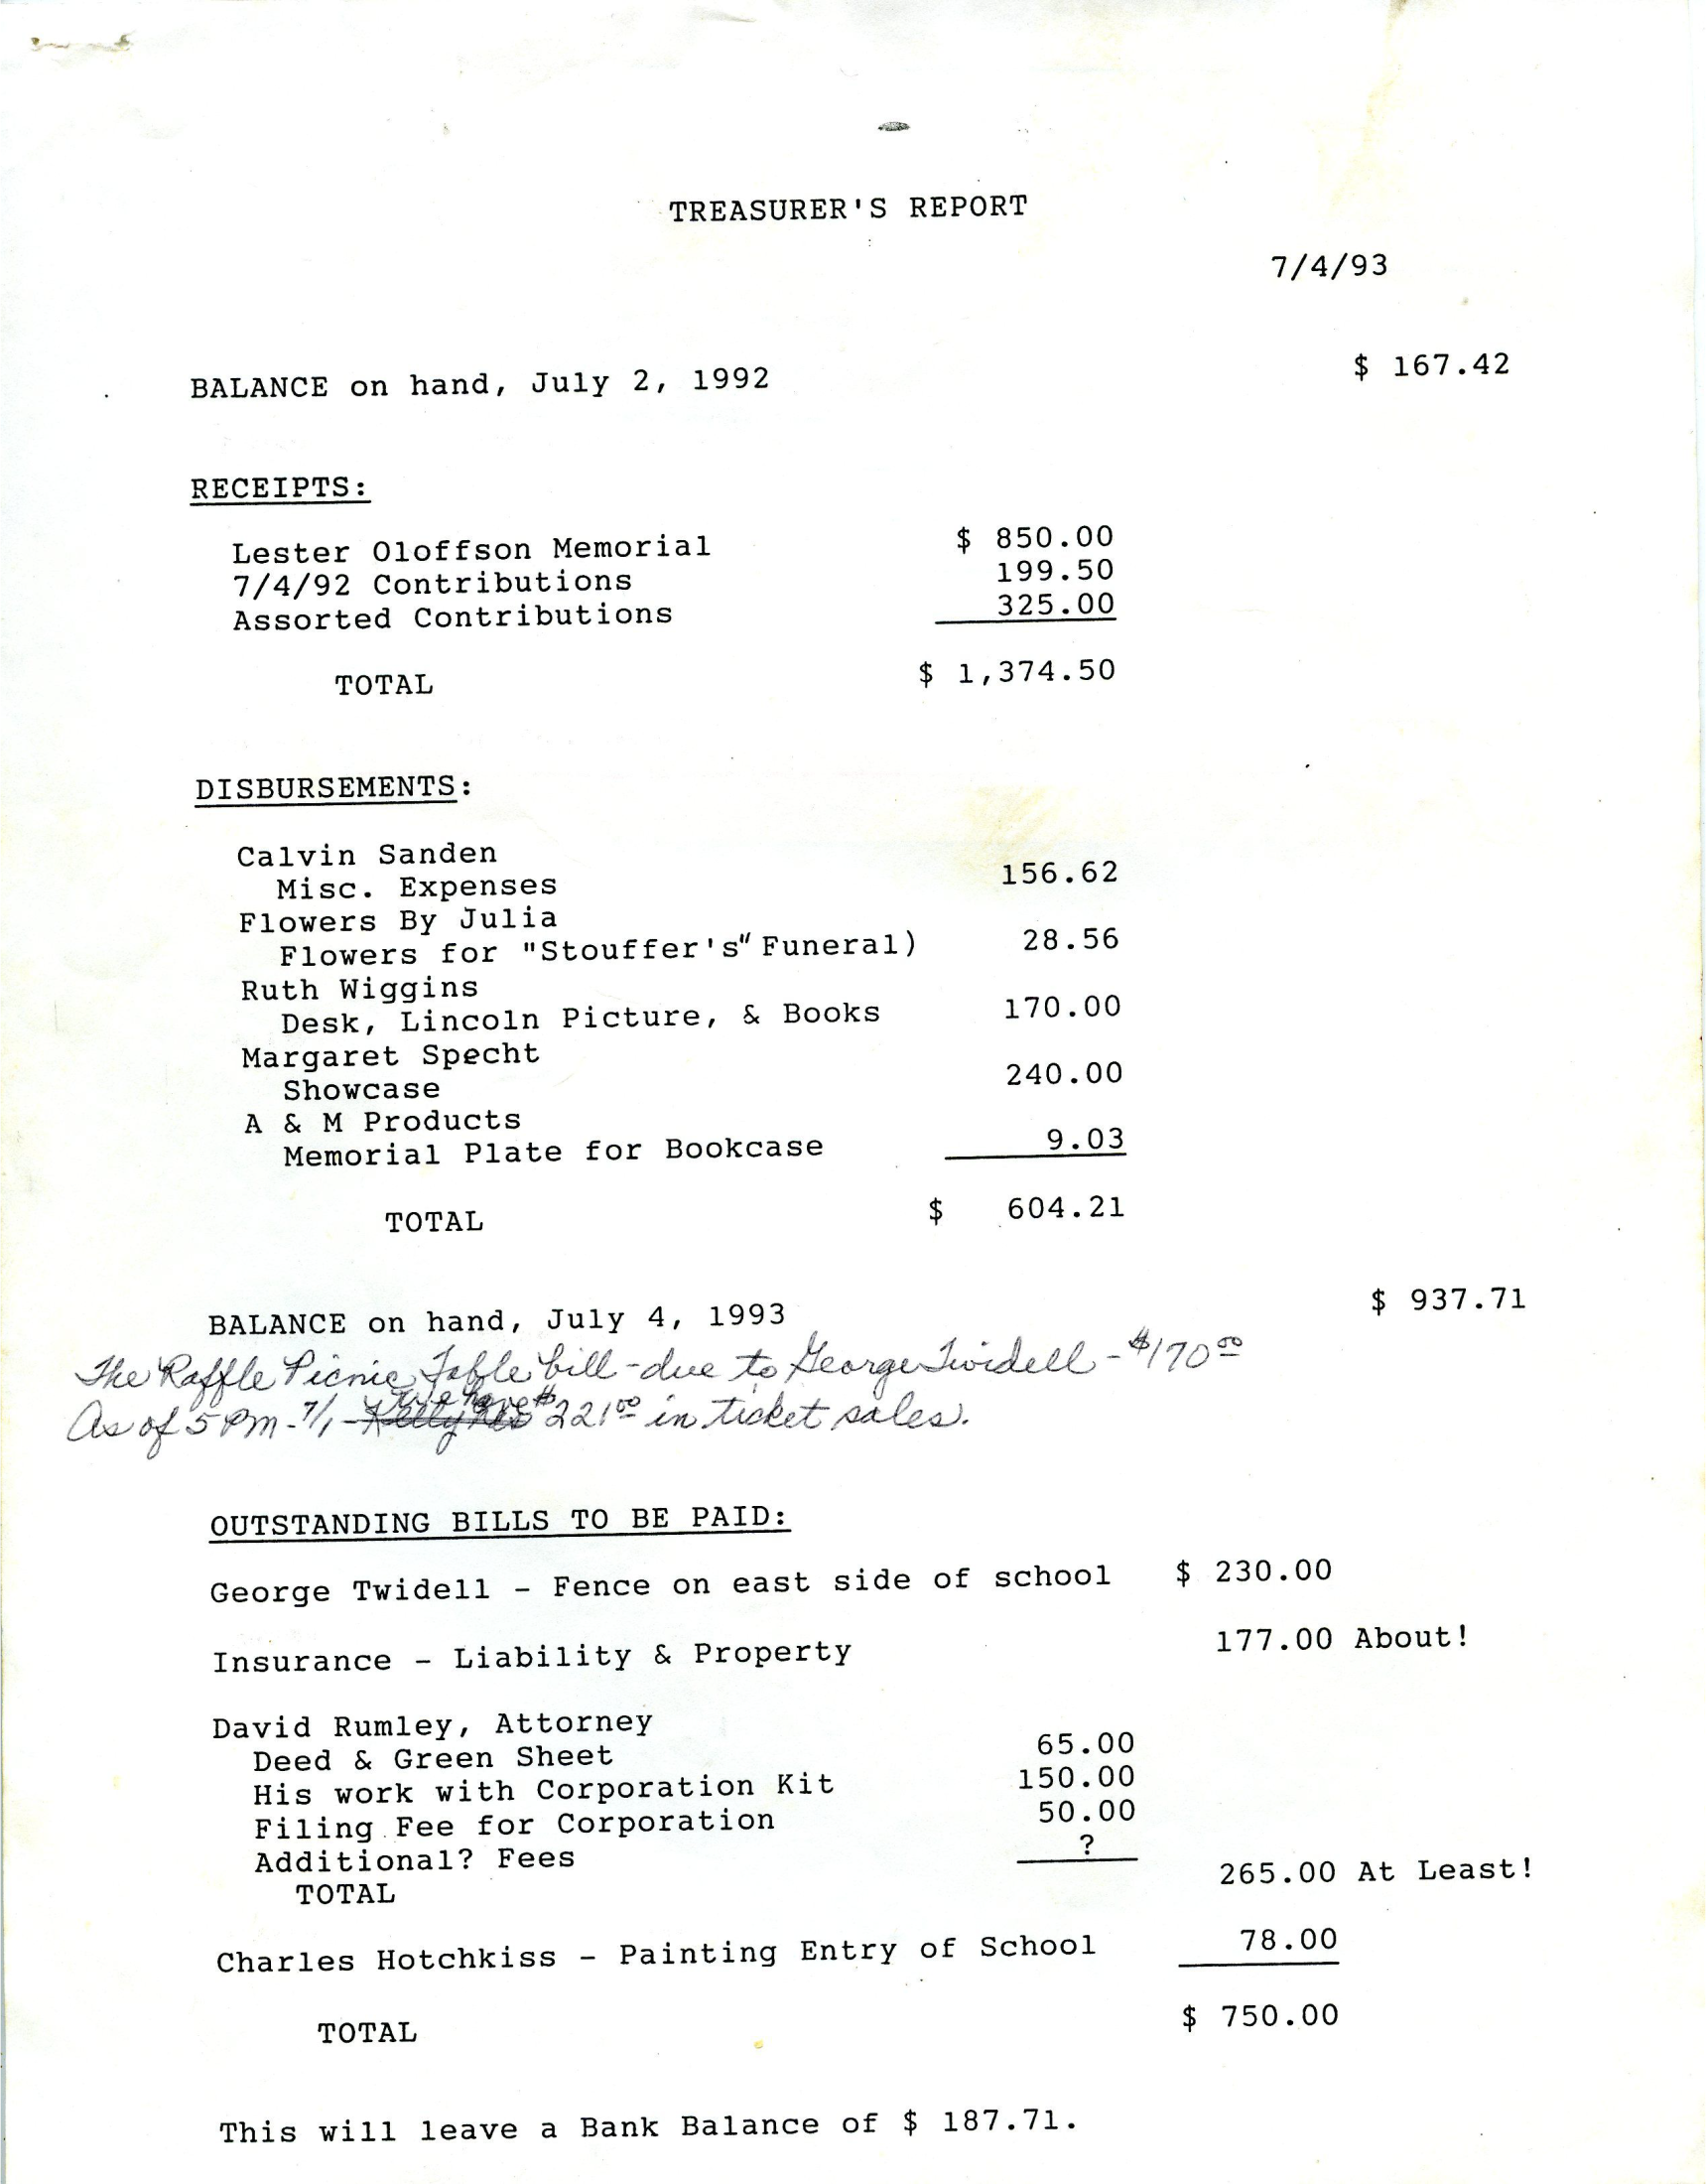 TREASURER'S REPORT
7/4/93
BALANCE on hand, July 2, 1992 $ 167.42
RECEIPTS:
Lester Oloffson Memorial $ 850.00
7/4/92 Contributions 199.50
Assorted Contributions 325.00
TOTAL $ 1,374.50
DISBURSEMENTS:
Calvin Sanden
Misc. Expenses 156.62
Flowers By Julia
Flowers for "Stouffer's" Funeral) 28.56
Ruth Wiggins
Desk, Lincoln Picture, & Books 170.00
Margaret Specht
Showcase 240.00
A & M Products
Memorial Plate for Bookcase 9.03
TOTAL $ 604.21
BALANCE on hand, July 4, 1993 $ 937.71
The Raffle Picnic Table bill - due to George Twidell - $170.00
As of 5 PM - 7/1 - we have $221.00 in ticket sales.
OUTSTANDING BILLS TO BE PAID:
George Twidell - Fence on east side of school $ 230.00
Insurance - Liability & Property 177.00 About!
David Rumley, Attorney
Deed & Green Sheet 65.00
His work with Corporation Kit 150.00
Filing Fee for Corporation 50.00
Additional? Fees ?
TOTAL 265.00 At Least!
Charles Hotchkiss - Painting Entry of School 78.00
TOTAL $ 750.00
This will leave a Bank Balance of $ 187.71.